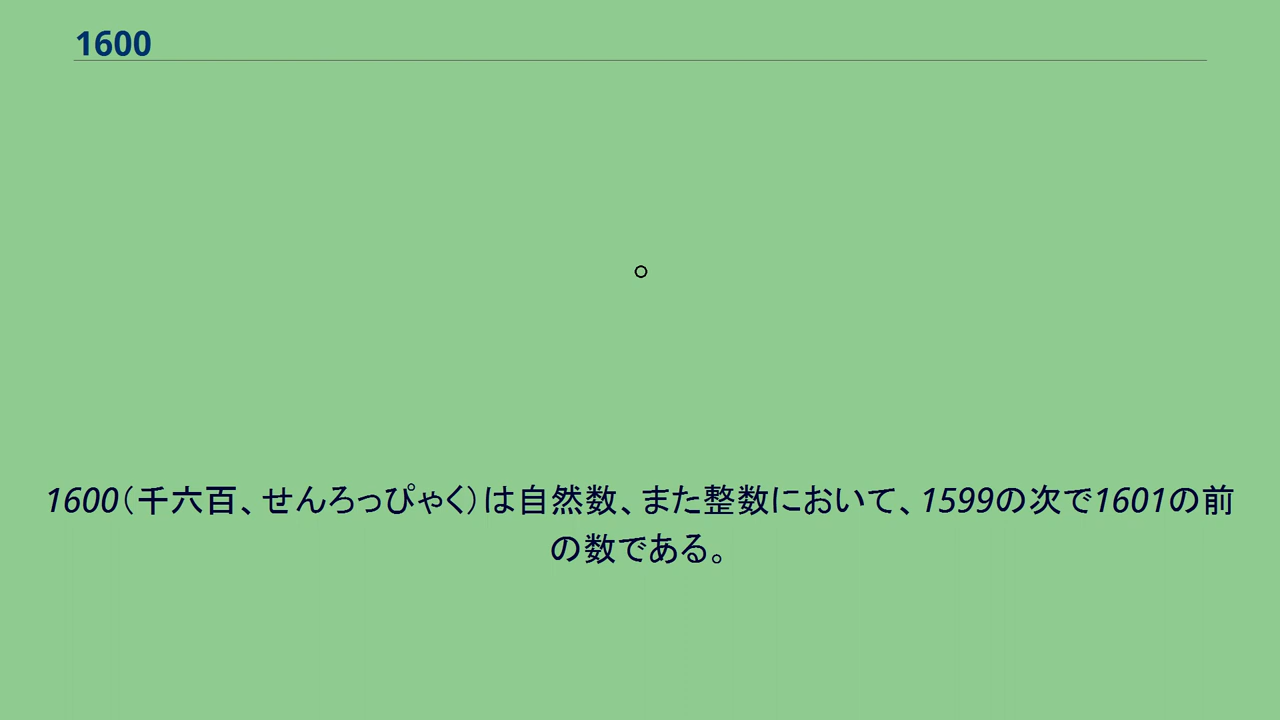 1600
。
1600（千六百、せんろっぴゃく）は自然数、また整数において、1599の次で1601の前
の数である。